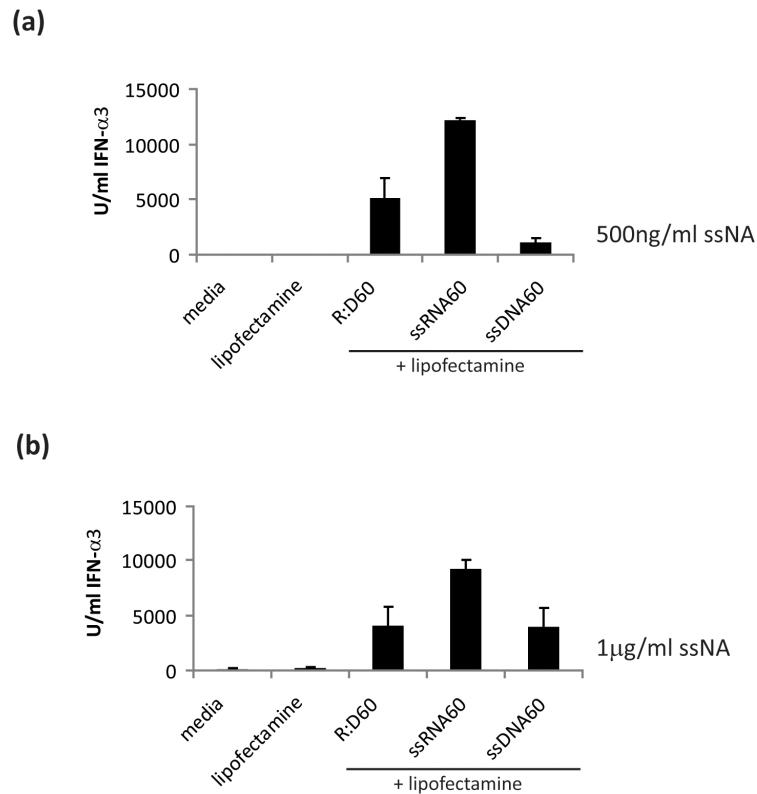 (a)
U/ml IFN-α3
15000
10000
5000
0
500ng/ml ssNA
media
lipofectamine
R:D60
ssRNA60
ssDNA60
+ lipofectamine
(b)
U/ml IFN-α3
15000
10000
5000
0
1μg/ml ssNA
media
lipofectamine
R:D60
ssRNA60
ssDNA60
+ lipofectamine